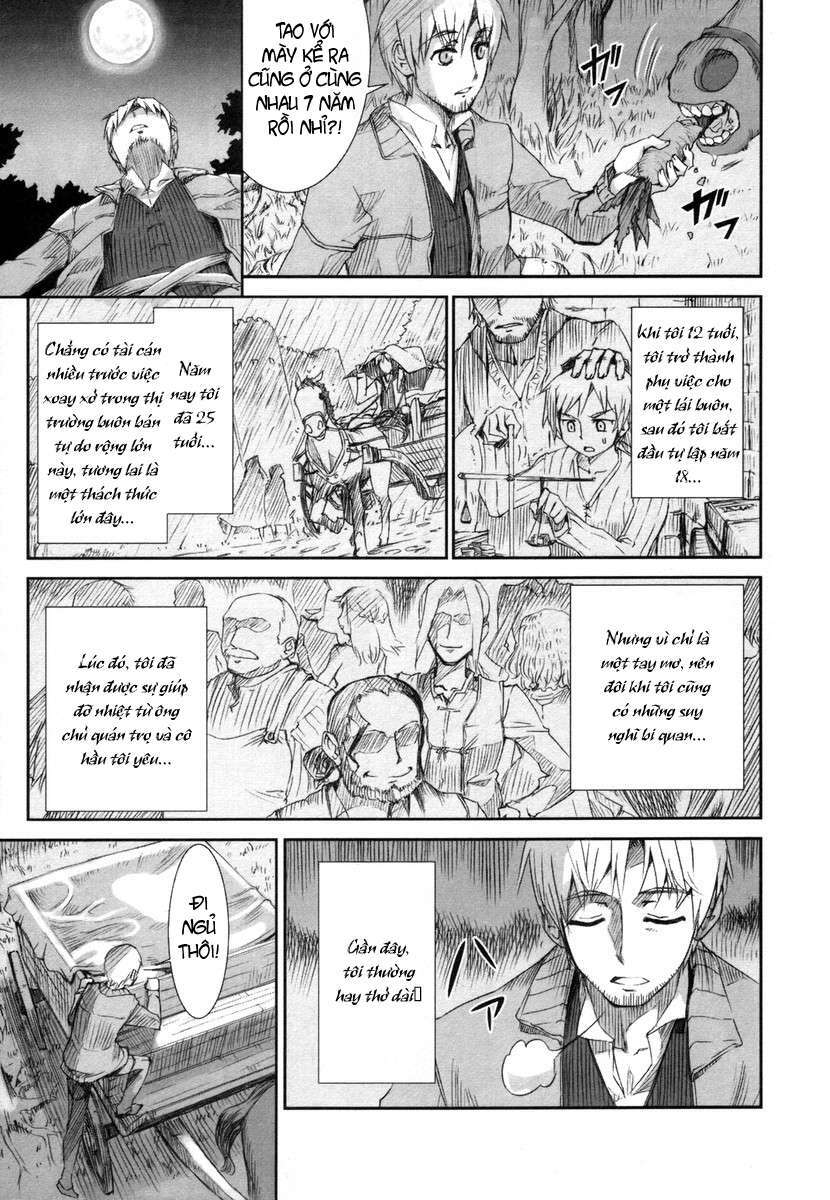 TAO VỚI
MÀY KỂ RA
CŨNG Ở CÙNG
NHAU 7 NĂM
RỒI NHỈ?!
ガッ
ガッ
Khi tôi 12 tuổi,
tôi trở thành
phụ việc cho
một lái buôn,
sau đó tôi bắt
đầu tự lập năm
18...
Năm
nay tôi
đã 25
tuổi...
Chẳng có tài cán
nhiều trước việc
xoay xở trong thị
trường buôn bán
tự do rộng lớn
này, tương lai là
một thách thức
lớn đây...
Nhưng vì chỉ là
một tay mơ, nên
đôi khi tôi cũng
có những suy
nghĩ bi quan...
Lúc đó, tôi đã
nhận được sự giúp
đỡ nhiệt từ ông
chủ quán trọ và cô
hầu tôi yêu...
Gần đây,
tôi thường
hay thở dài
ハァ
ĐI
NGỦ
THÔI!